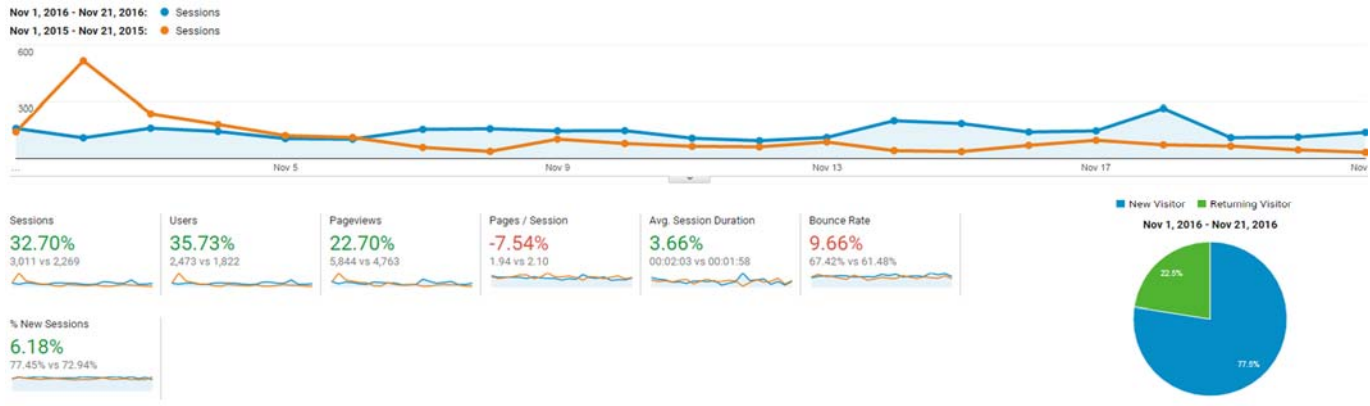 Nov 1, 2016 - Nov 21, 2016: Sessions
Nov 1, 2015 - Nov 21, 2015: Sessions
600
300
...
Nov 5
Nov 9
Nov 13
Nov 17
Nov
Sessions
32.70%
3,011 vs 2,269
Users
35.73%
2,473 vs 1,822
Pageviews
22.70%
5,844 vs 4,763
Pages / Session
-7.54%
1.94 vs 2.10
Avg. Session Duration
3.66%
00:02:03 vs 00:01:58
Bounce Rate
9.66%
67.42% vs 61.48%
% New Sessions
6.18%
77.45% vs 72.94%
New Visitor Returning Visitor
Nov 1, 2016 - Nov 21, 2016
22.5%
77.5%